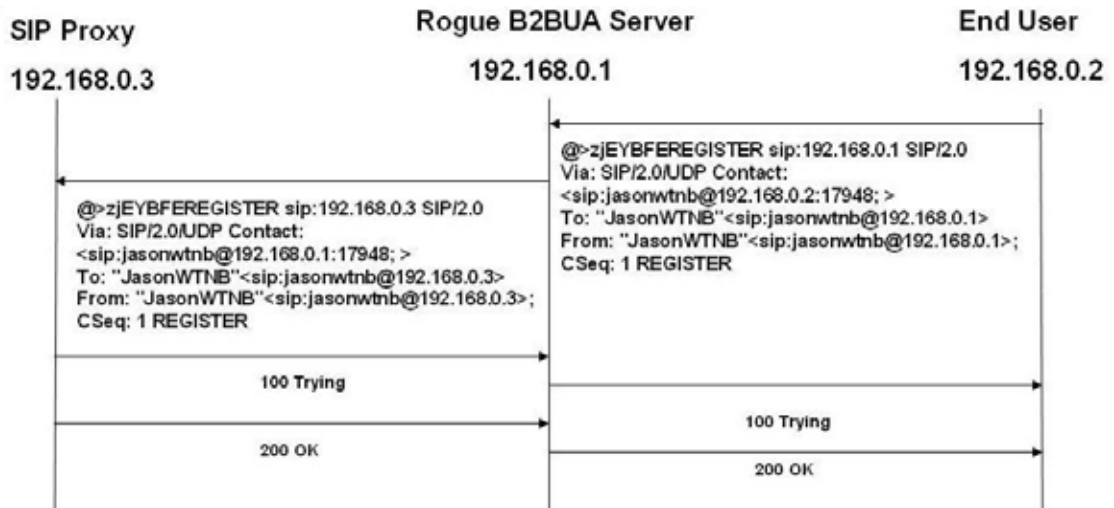 SIP Proxy
192.168.0.3
Rogue B2BUA Server
192.168.0.1
End User
192.168.0.2
@>zjEYBFEREGISTER sip:192.168.0.1 SIP/2.0
Via: SIP/2.0/UDP Contact:
<sip:jasonwtnb@192.168.0.2:17948; >
To: "JasonWTNB"<sip:jasonwtnb@192.168.0.1>
From: "JasonWTNB"<sip:jasonwtnb@192.168.0.1>;
CSeq: 1 REGISTER
@>zjEYBFEREGISTER sip:192.168.0.3 SIP/2.0
Via: SIP/2.0/UDP Contact:
<sip:jasonwtnb@192.168.0.1:17948; >
To: "JasonWTNB"<sip:jasonwtnb@192.168.0.3>
From: "JasonWTNB"<sip:jasonwtnb@192.168.0.3>;
CSeq: 1 REGISTER
100 Trying
100 Trying
200 OK
200 OK